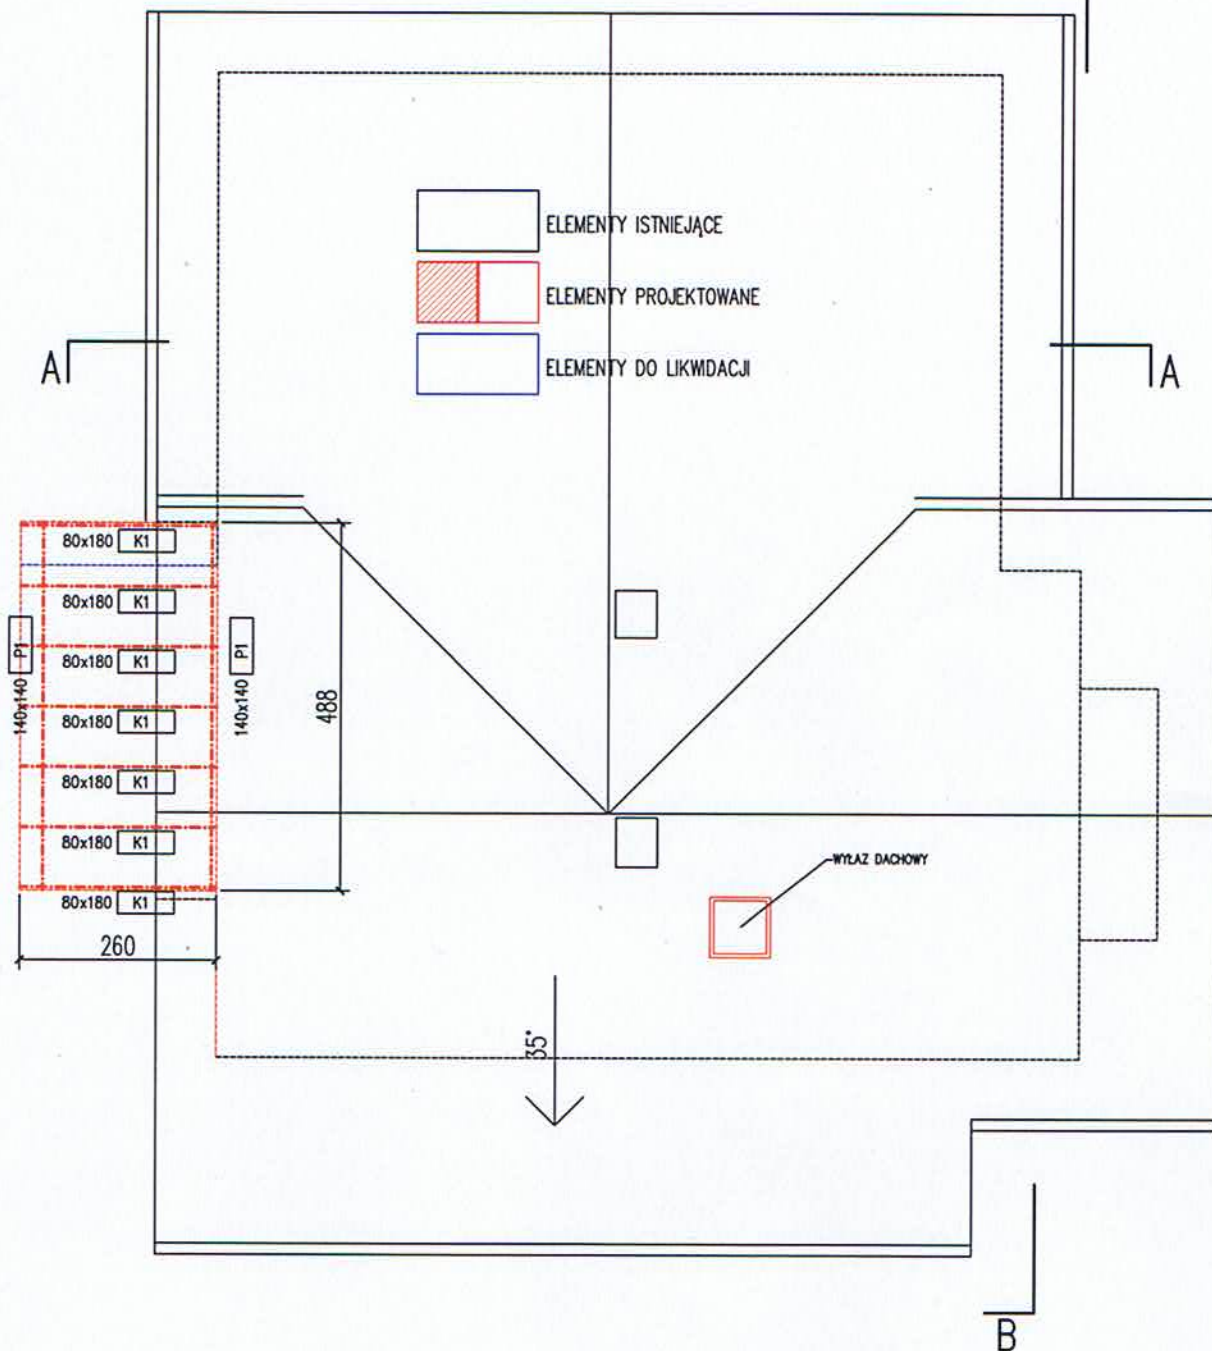 ELEMENTY ISTNIEJĄCE
ELEMENTY PROJEKTOWANE
ELEMENTY DO LIKWIDACJI
A
A
80x180 K1
80x180 K1
P1
140x140
P1
140x140
80x180 K1
488
80x180 K1
80x180 K1
80x180 K1
WYŁAZ DACHOWY
80x180 K1
260
35°
B